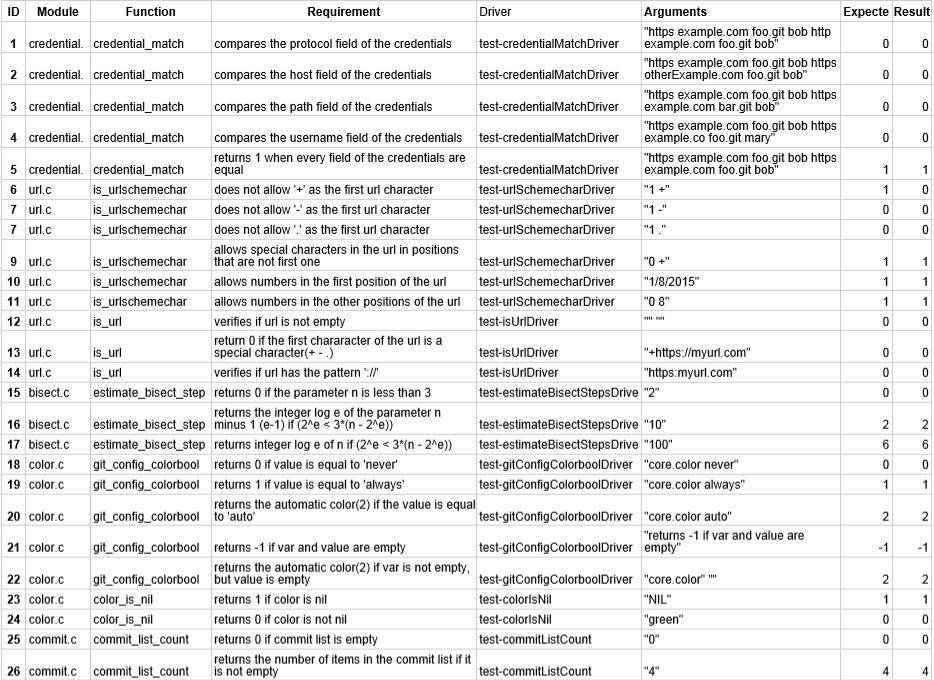 ID Module Function Requirement Driver Arguments Expecte Result
1 credential. credential_match compares the protocol field of the credentials test-credentialMatchDriver "https example.com foo.git bob http
example.com foo.git bob" 0 0
2 credential. credential_match compares the host field of the credentials test-credentialMatchDriver "https example.com foo.git bob https
otherExample.com foo.git bob" 0 0
3 credential. credential_match compares the path field of the credentials test-credentialMatchDriver "https example.com foo.git bob https
example.com bar.git bob" 0 0
4 credential. credential_match compares the username field of the credentials test-credentialMatchDriver "https example.com foo.git bob https
example.co foo.git mary" 0 0
5 credential. credential_match returns 1 when every field of the credentials are
equal test-credentialMatchDriver "https example.com foo.git bob https
example.com foo.git bob" 1 1
6 url.c is_urlschemechar does not allow '+' as the first url character test-urlSchemecharDriver "1 +" 1 0
7 url.c is_urlschemechar does not allow '-' as the first url character test-urlSchemecharDriver "1 -" 0 0
7 url.c is_urlschemechar does not allow '.' as the first url character test-urlSchemecharDriver "1 ." 0 0
9 url.c is_urlschemechar allows special characters in the url in positions
that are not first one test-urlSchemecharDriver "0 +" 1 1
10 url.c is_urlschemechar allows numbers in the first position of the url test-urlSchemecharDriver "1/8/2015" 1 1
11 url.c is_urlschemechar allows numbers in the other positions of the url test-urlSchemecharDriver "0 8" 1 1
12 url.c is_url verifies if url is not empty test-isUrlDriver "" "" 0 0
13 url.c is_url return 0 if the first chararacter of the url is a
special character(+ - .) test-isUrlDriver "+https://myurl.com" 0 0
14 url.c is_url verifies if url has the pattern '://' test-isUrlDriver "https:myurl.com" 0 0
15 bisect.c estimate_bisect_step returns 0 if the parameter n is less than 3 test-estimateBisectStepsDrive "2" 0 0
16 bisect.c estimate_bisect_step returns the integer log e of the parameter n
minus 1 (e-1) if (2^e < 3*(n - 2^e)) test-estimateBisectStepsDrive "10" 2 2
17 bisect.c estimate_bisect_step returns integer log e of n if (2^e < 3*(n - 2^e)) test-estimateBisectStepsDrive "100" 6 6
18 color.c git_config_colorbool returns 0 if value is equal to 'never' test-gitConfigColorboolDriver "core.color never" 0 0
19 color.c git_config_colorbool returns 1 if value is equal to 'always' test-gitConfigColorboolDriver "core.color always" 1 1
20 color.c git_config_colorbool returns the automatic color(2) if the value is equal
to 'auto' test-gitConfigColorboolDriver "core.color auto" 2 2
21 color.c git_config_colorbool returns -1 if var and value are empty test-gitConfigColorboolDriver "returns -1 if var and value are
empty" -1 -1
22 color.c git_config_colorbool returns the automatic color(2) if var is not empty,
but value is empty test-gitConfigColorboolDriver "core.color" "" 2 2
23 color.c color_is_nil returns 1 if color is nil test-colorIsNil "NIL" 1 1
24 color.c color_is_nil returns 0 if color is not nil test-colorIsNil "green" 0 0
25 commit.c commit_list_count returns 0 if commit list is empty test-commitListCount "0" 0 0
26 commit.c commit_list_count returns the number of items in the commit list if it
is not empty test-commitListCount "4" 4 4